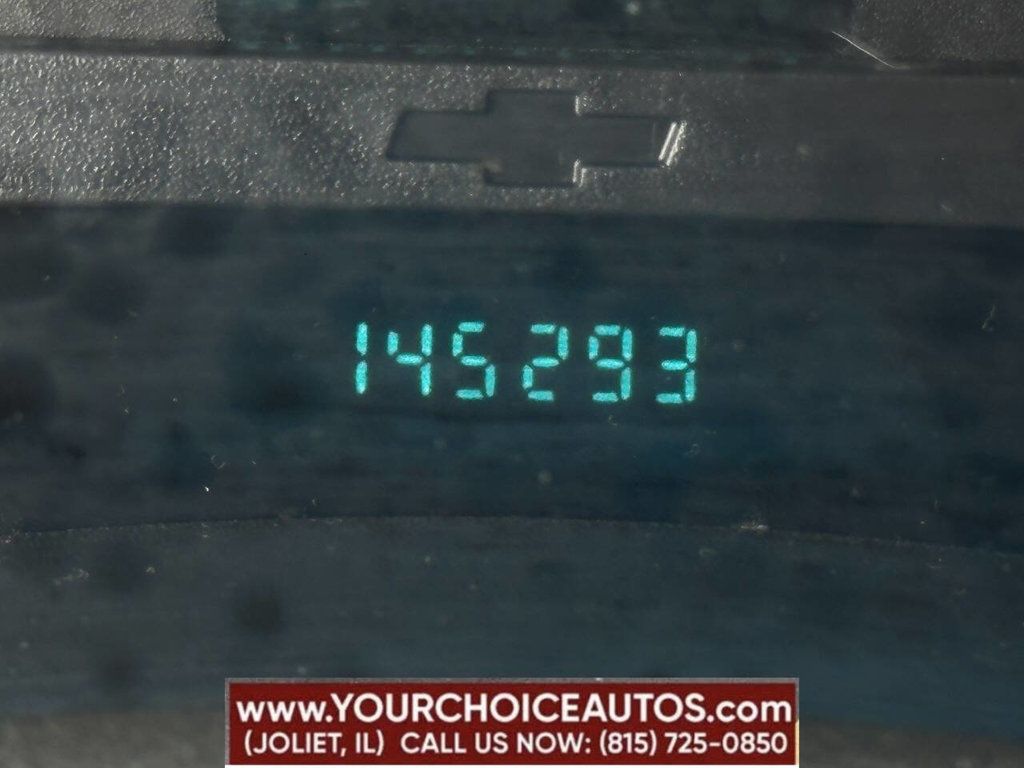 145293
www.YOURCHOICEAUTOS.com
(JOLIET, IL) CALL US NOW: (815) 725-0850